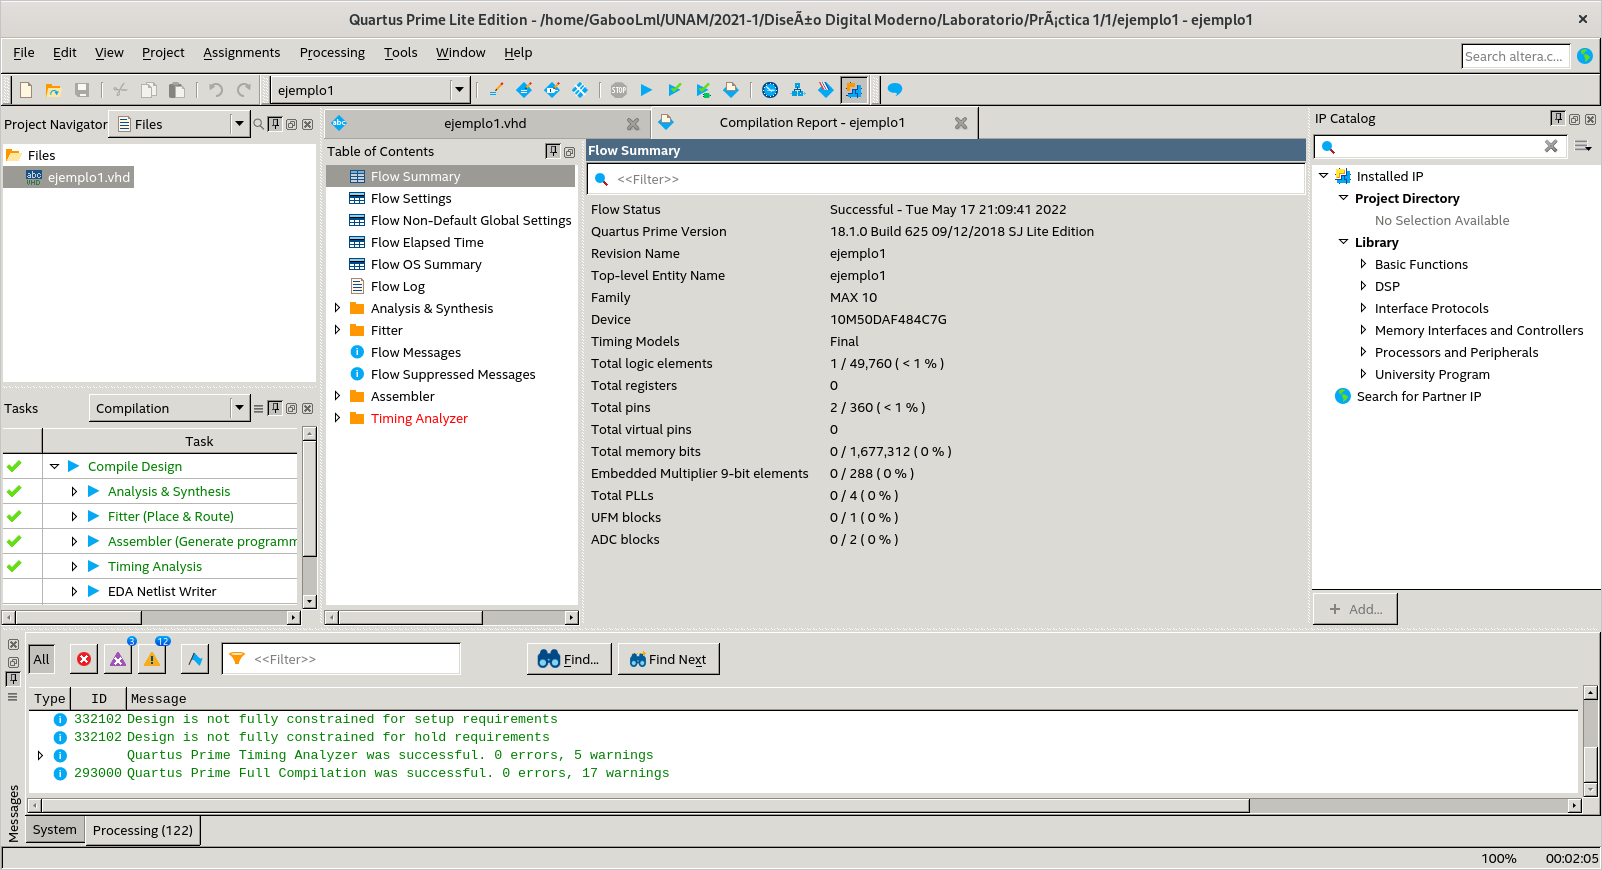 Quartus Prime Lite Edition - /home/GabooLml/UNAM/2021-1/DiseÃ±o Digital Moderno/Laboratorio/PrÃ¡ctica 1/1/ejemplo1 - ejemplo1
File Edit View Project Assignments Processing Tools Window Help
Search altera.c...
ejemplo1
STOP
Project Navigator Files
Files
abc VHD ejemplo1.vhd
abc ejemplo1.vhd
Compilation Report - ejemplo1
Table of Contents
Flow Summary
Flow Settings
Flow Non-Default Global Settings
Flow Elapsed Time
Flow OS Summary
Flow Log
Analysis & Synthesis
Fitter
Flow Messages
Flow Suppressed Messages
Assembler
Timing Analyzer
Flow Summary
<<Filter>>
Flow Status Successful - Tue May 17 21:09:41 2022
Quartus Prime Version 18.1.0 Build 625 09/12/2018 SJ Lite Edition
Revision Name ejemplo1
Top-level Entity Name ejemplo1
Family MAX 10
Device 10M50DAF484C7G
Timing Models Final
Total logic elements 1 / 49,760 ( < 1 % )
Total registers 0
Total pins 2 / 360 ( < 1 % )
Total virtual pins 0
Total memory bits 0 / 1,677,312 ( 0 % )
Embedded Multiplier 9-bit elements 0 / 288 ( 0 % )
Total PLLs 0 / 4 ( 0 % )
UFM blocks 0 / 1 ( 0 % )
ADC blocks 0 / 2 ( 0 % )
IP Catalog
Installed IP
Project Directory
No Selection Available
Library
Basic Functions
DSP
Interface Protocols
Memory Interfaces and Controllers
Processors and Peripherals
University Program
Search for Partner IP
+ Add...
Tasks Compilation
Task
Compile Design
Analysis & Synthesis
Fitter (Place & Route)
Assembler (Generate programm
Timing Analysis
EDA Netlist Writer
All 3 12 <<Filter>> Find... Find Next
Type ID Message
332102 Design is not fully constrained for setup requirements
332102 Design is not fully constrained for hold requirements
Quartus Prime Timing Analyzer was successful. 0 errors, 5 warnings
293000 Quartus Prime Full Compilation was successful. 0 errors, 17 warnings
Messages
System Processing (122)
100% 00:02:05